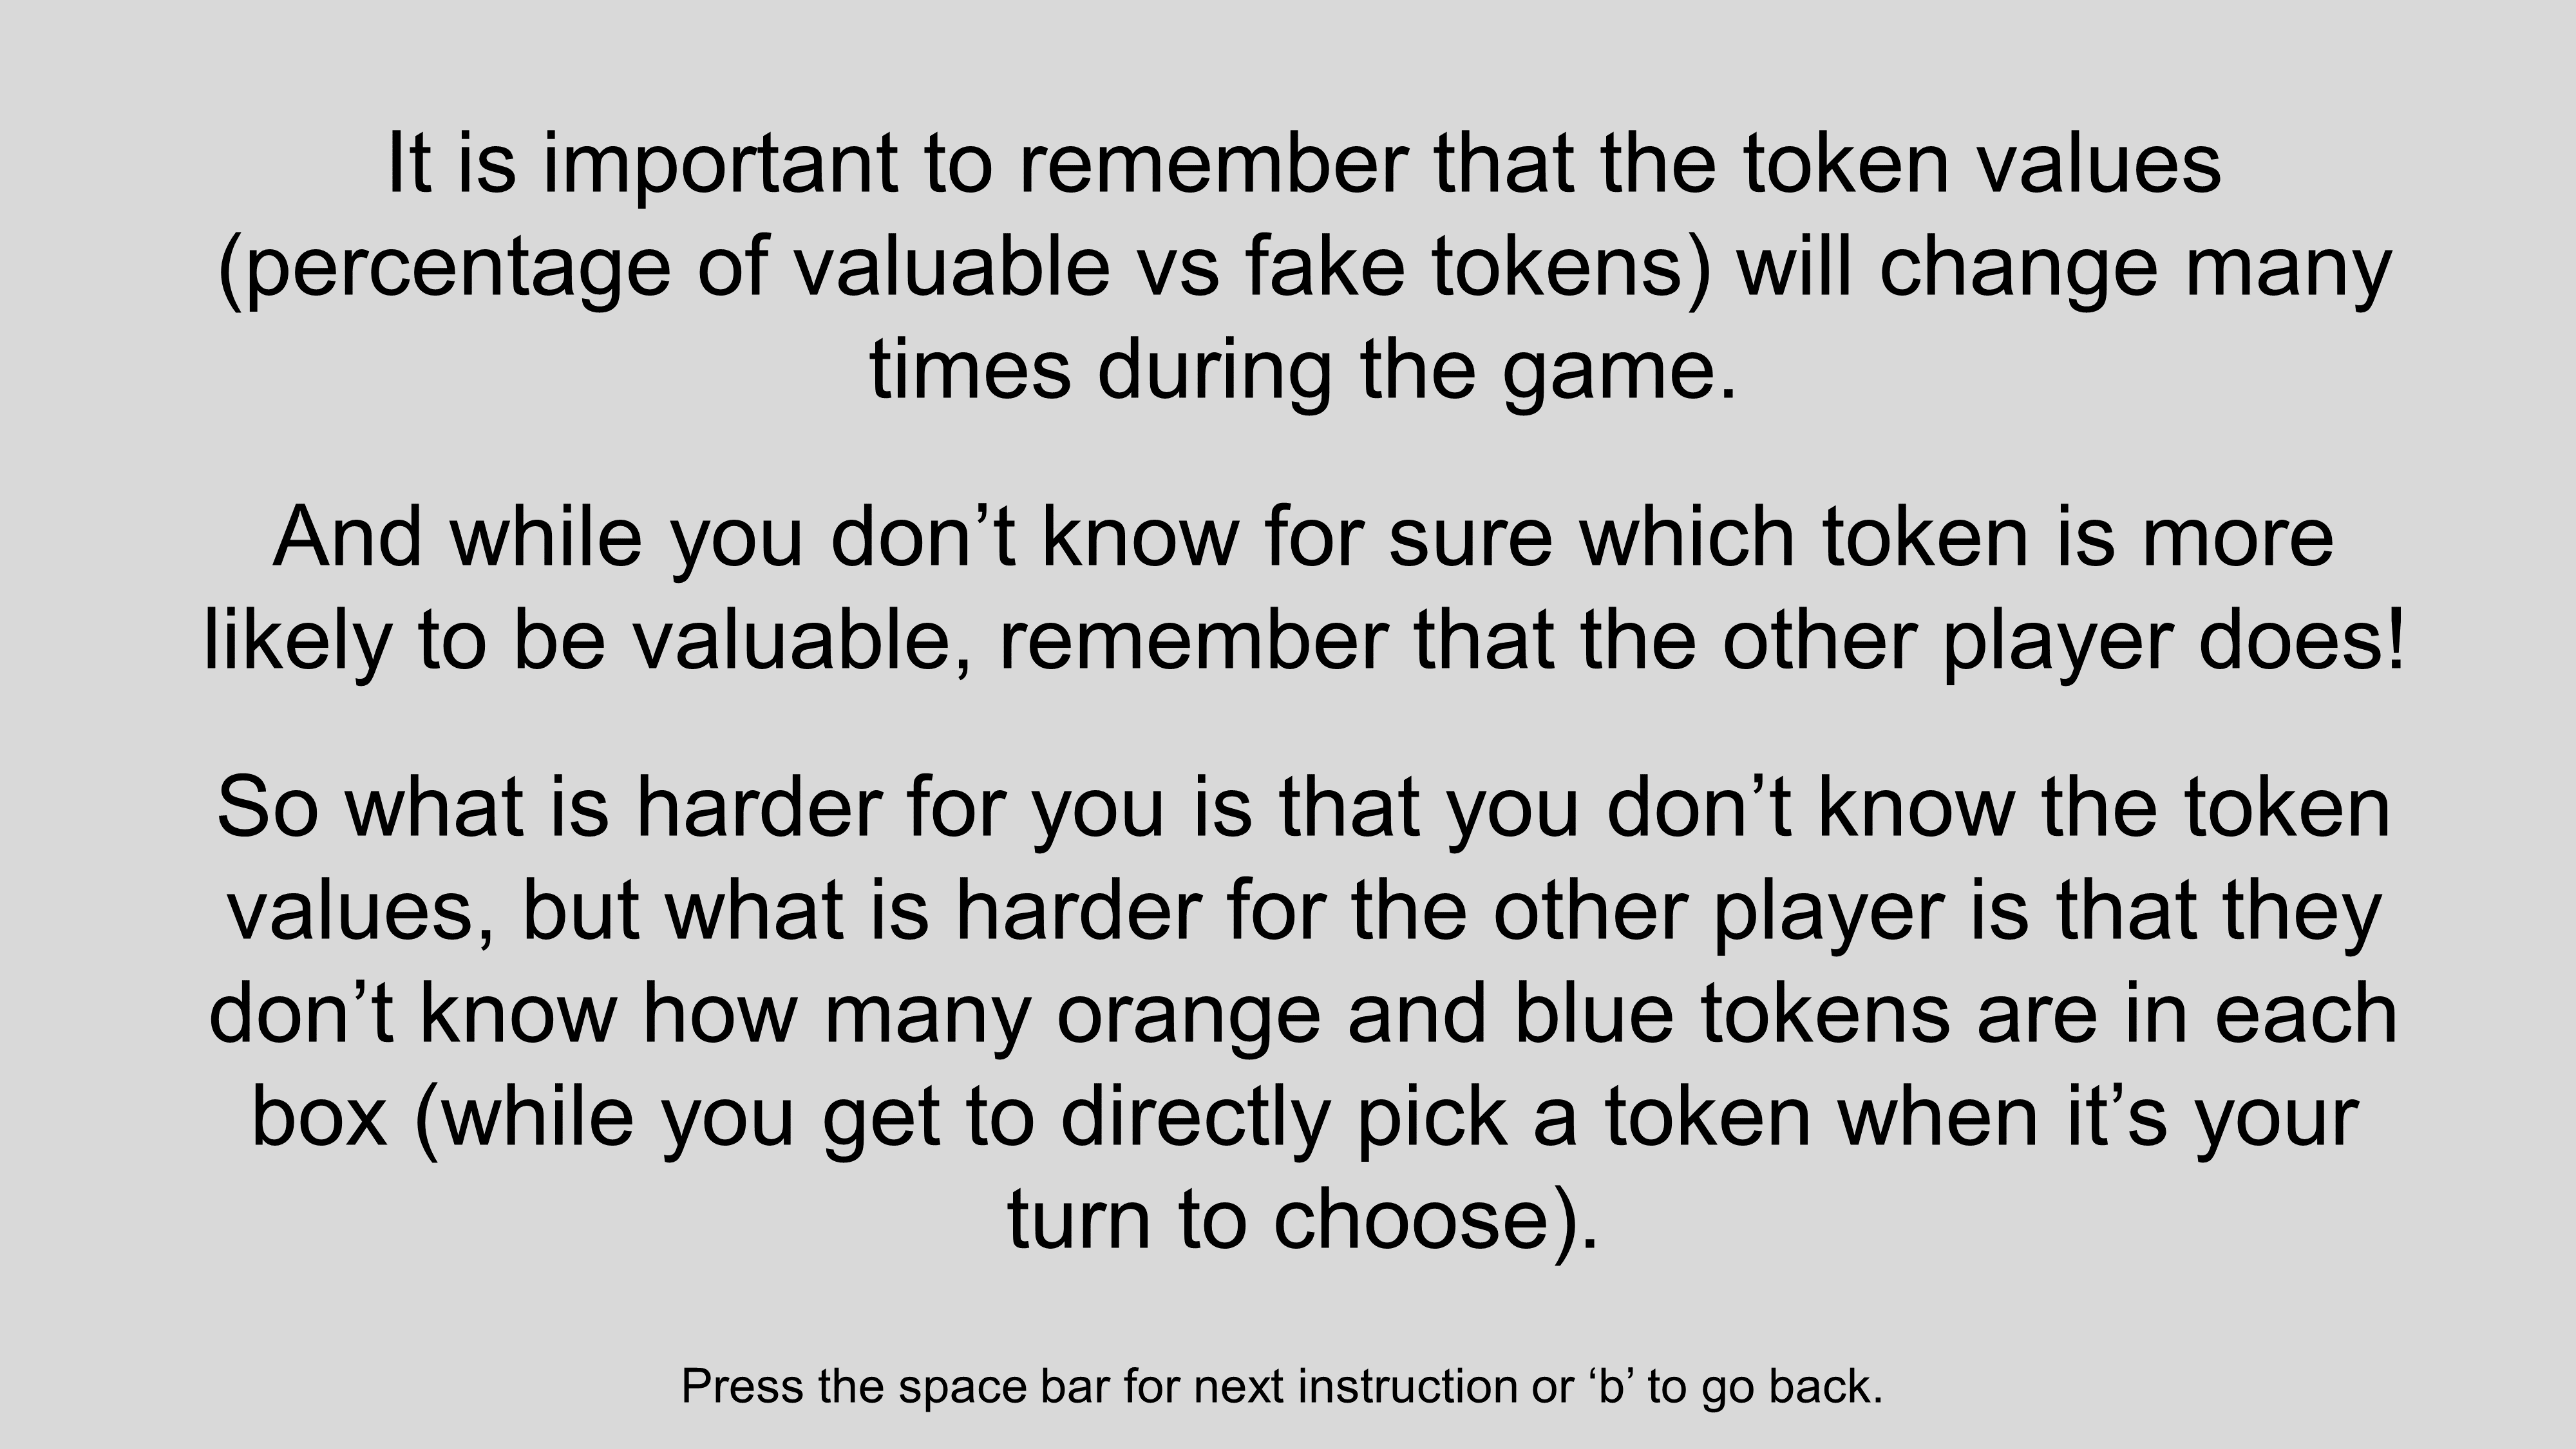 It is important to remember that the token values
(percentage of valuable vs fake tokens) will change many
times during the game.
And while you don’t know for sure which token is more
likely to be valuable, remember that the other player does!
So what is harder for you is that you don’t know the token
values, but what is harder for the other player is that they
don’t know how many orange and blue tokens are in each
box (while you get to directly pick a token when it’s your
turn to choose).
Press the space bar for next instruction or ‘b’ to go back.